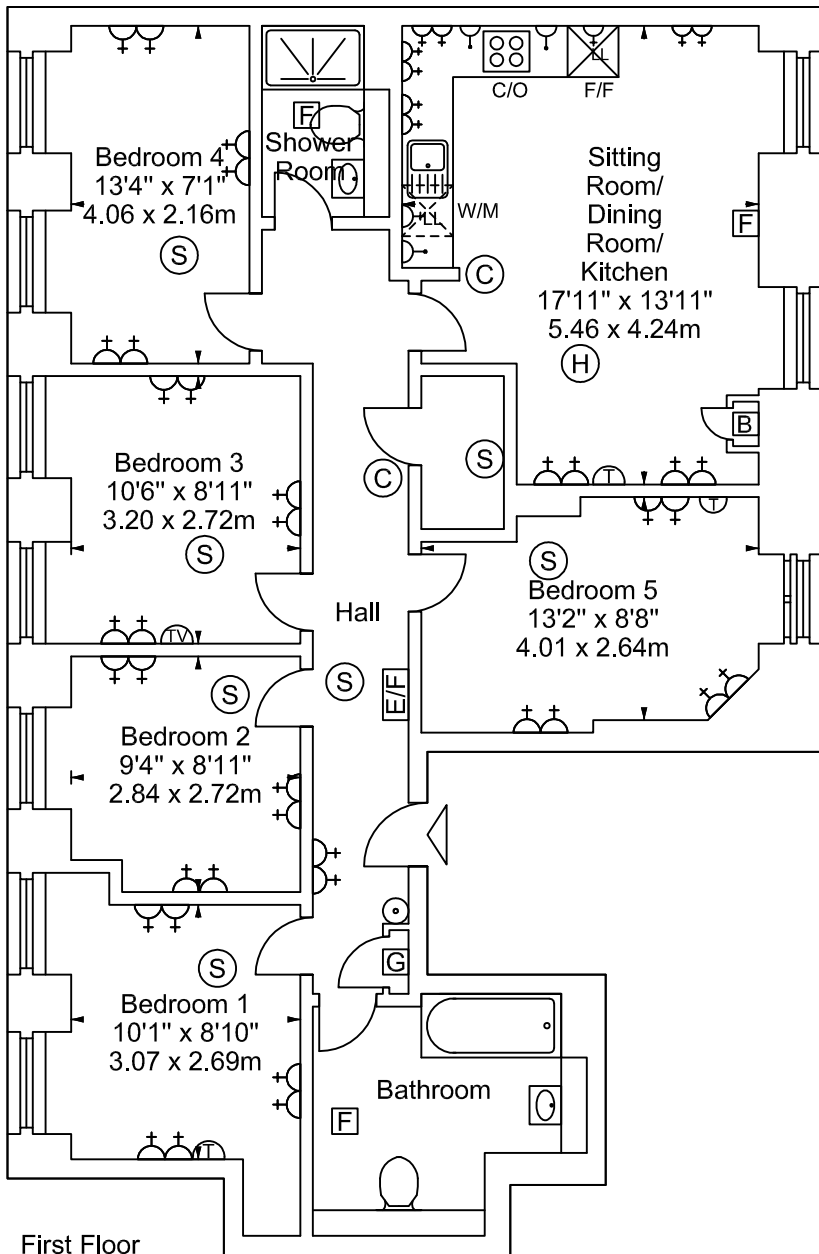 LL
C/O
F/F
F
Shower
Room
Bedroom 4
13'4" x 7'1"
4.06 x 2.16m
S
LL
W/M
Sitting
Room/
Dining
Room/
Kitchen
17'11" x 13'11"
5.46 x 4.24m
F
C
H
B
Bedroom 3
10'6" x 8'11"
3.20 x 2.72m
S
C
S
T
T
TV
Hall
S
Bedroom 5
13'2" x 8'8"
4.01 x 2.64m
S
S
E/F
Bedroom 2
9'4" x 8'11"
2.84 x 2.72m
S
G
Bedroom 1
10'1" x 8'10"
3.07 x 2.69m
T
Bathroom
F
First Floor